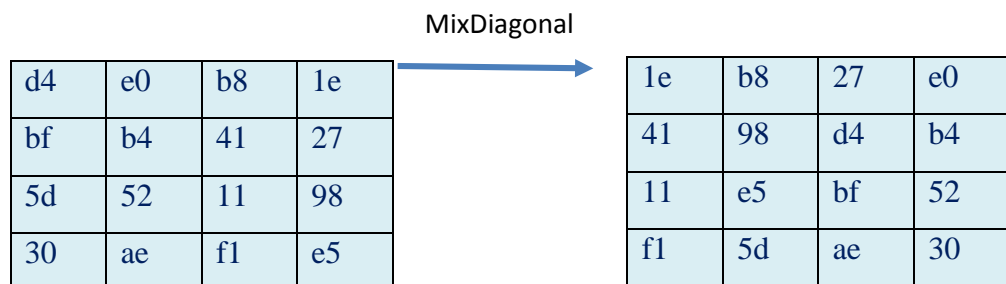 MixDiagonal
d4 e0 b8 1e
bf b4 41 27
5d 52 11 98
30 ae f1 e5
1e b8 27 e0
41 98 d4 b4
11 e5 bf 52
f1 5d ae 30